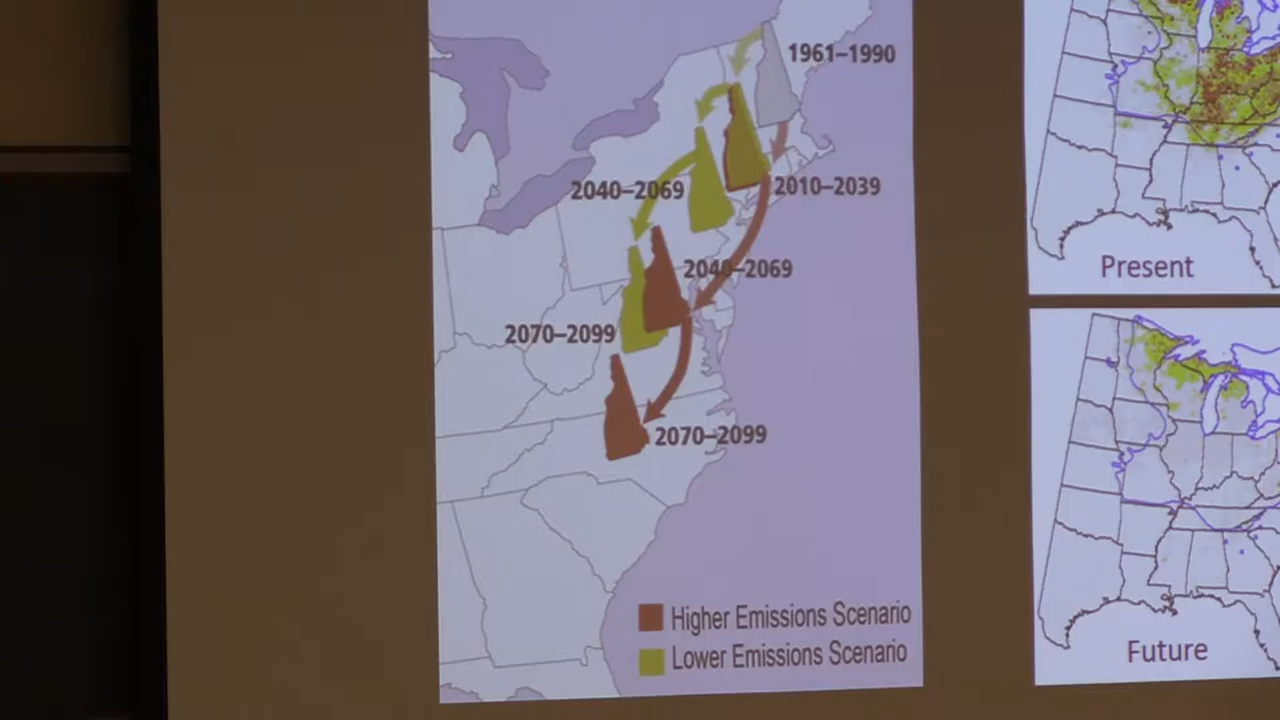 1961–1990
2040–2069
2010–2039
2040–2069
2070–2099
2070–2099
Higher Emissions Scenario
Lower Emissions Scenario
Present
Future